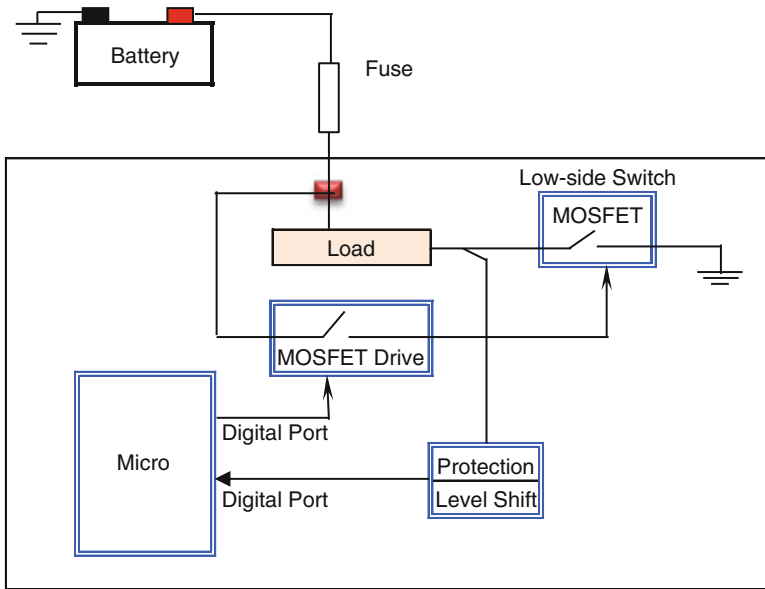 Battery
Fuse
Low-side Switch
MOSFET
Load
MOSFET Drive
Digital Port
Micro
Protection
Level Shift
Digital Port